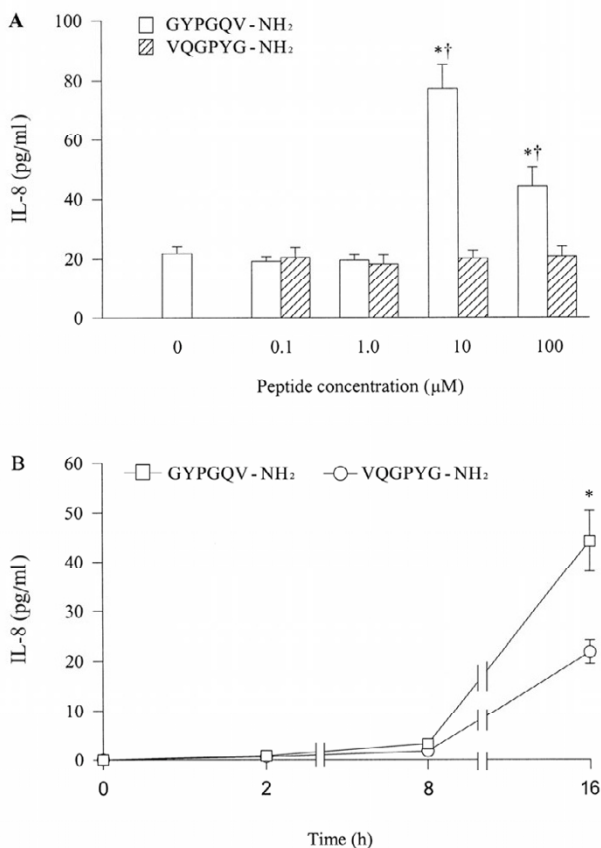 A
GYPGQV-NH₂
VQGPYG-NH₂
IL-8 (pg/ml)
100
80
60
40
20
0
*†
*†
0 0.1 1.0 10 100
Peptide concentration (µM)
B
GYPGQV-NH₂ VQGPYG-NH₂
IL-8 (pg/ml)
60
50
40
30
20
10
0
*
0 2 8 16
Time (h)